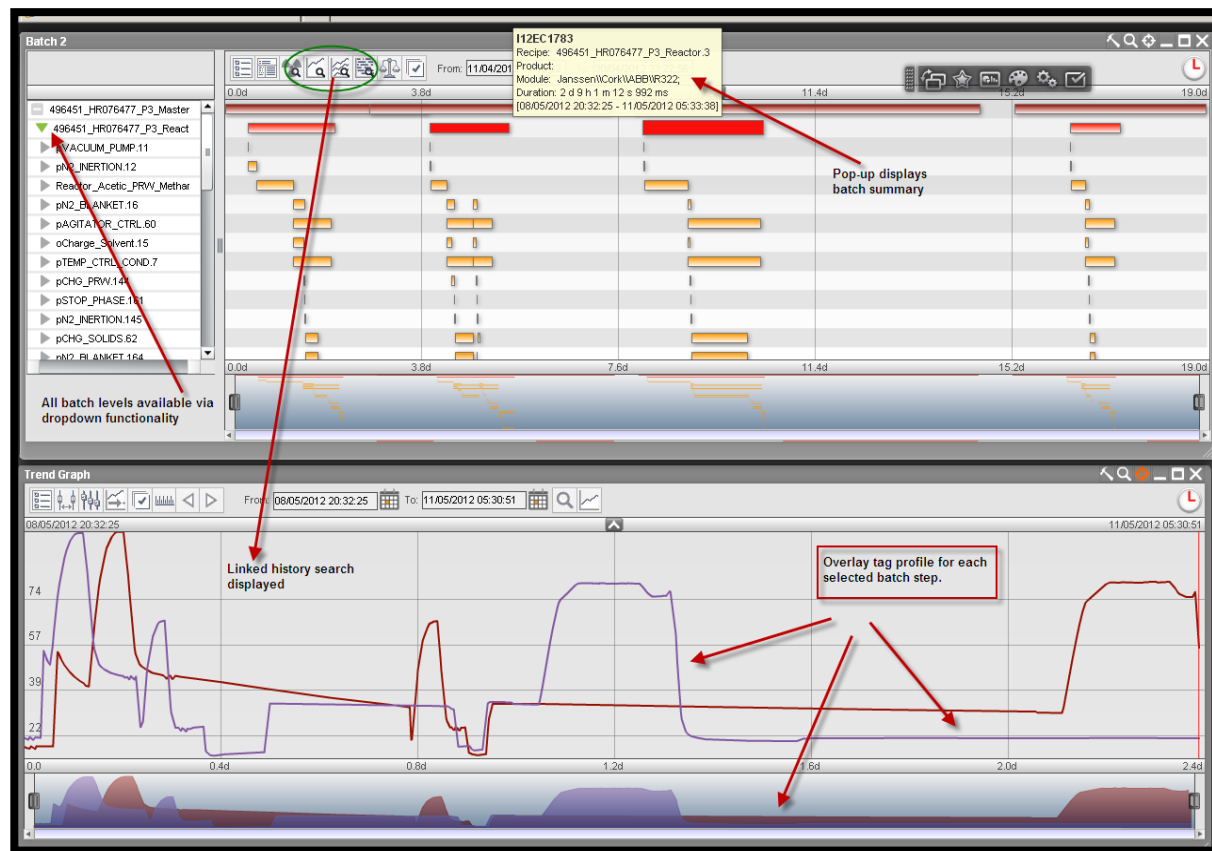 Batch 2
I12EC1783
Recipe: 496451_HR076477_P3_Reactor.3
Product:
Module: Janssen\\Cork\\ABB\\R322;
Duration: 2 d 9 h 1 m 12 s 992 ms
[08/05/2012 20:32:25 - 11/05/2012 05:33:38]
From: 11/04/201
0.0d 3.8d 11.4d 15.2d 19.0d
496451_HR076477_P3_Master
496451_HR076477_P3_React
pVACUUM_PUMP.11
pN2_INERTION.12
Reactor_Acetic_PRW_Methar
pN2_BLANKET.16
pAGITATOR_CTRL.60
oCharge_Solvent.15
pTEMP_CTRL_COND.7
pCHG_PRW.144
pSTOP_PHASE.161
pN2_INERTION.145
pCHG_SOLIDS.62
pN2_BLANKET.164
Pop-up displays
batch summary
0.0d 3.8d 7.6d 11.4d 15.2d 19.0d
All batch levels available via
dropdown functionality
Trend Graph
From: 08/05/2012 20:32:25 To: 11/05/2012 05:30:51
08/05/2012 20:32:25 11/05/2012 05:30:51
Linked history search
displayed
Overlay tag profile for each
selected batch step.
74
57
39
22
0.0 0.4d 0.8d 1.2d 1.6d 2.0d 2.4d